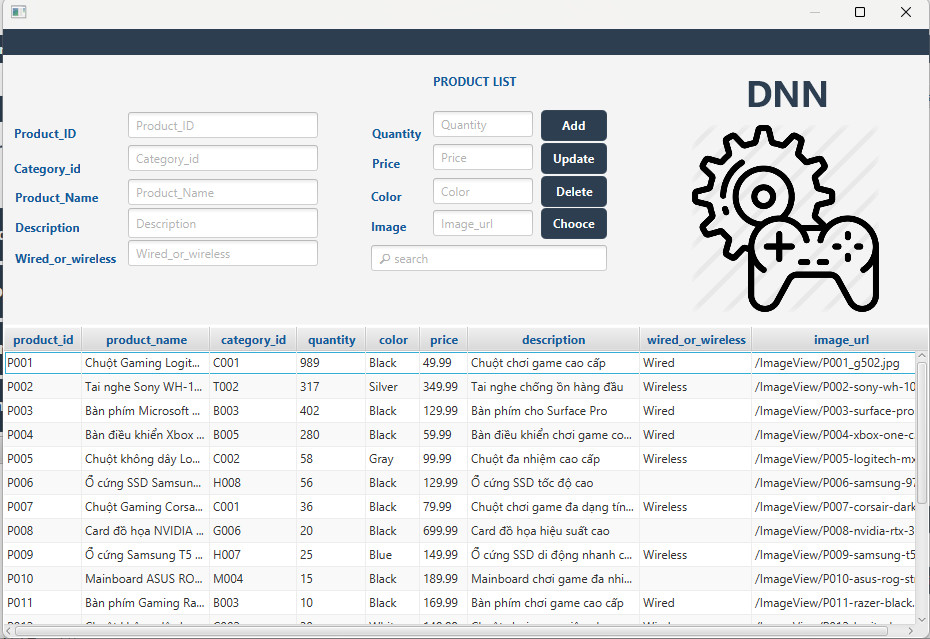 PRODUCT LIST
DNN
Product_ID Product_ID Quantity Quantity Add
Category_id Category_id Price Price Update
Product_Name Product_Name Color Color Delete
Description Description Image Image_url Chooce
Wired_or_wireless Wired_or_wireless search
product_id product_name category_id quantity color price description wired_or_wireless image_url
P001 Chuột Gaming Logit... C001 989 Black 49.99 Chuột chơi game cao cấp Wired /ImageView/P001_g502.jpg
P002 Tai nghe Sony WH-1... T002 317 Silver 349.99 Tai nghe chống ồn hàng đầu Wireless /ImageView/P002-sony-wh-10
P003 Bàn phím Microsoft ... B003 402 Black 129.99 Bàn phím cho Surface Pro Wired /ImageView/P003-surface-pro
P004 Bàn điều khiển Xbox ... B005 280 Black 59.99 Bàn điều khiển chơi game co... Wired /ImageView/P004-xbox-one-c
P005 Chuột không dây Lo... C002 58 Gray 99.99 Chuột đa nhiệm cao cấp Wireless /ImageView/P005-logitech-mx
P006 Ổ cứng SSD Samsun... H008 56 Black 129.99 Ổ cứng SSD tốc độ cao /ImageView/P006-samsung-97
P007 Chuột Gaming Corsa... C001 36 Black 79.99 Chuột chơi game đa dạng tín... Wireless /ImageView/P007-corsair-dark
P008 Card đồ họa NVIDIA ... G006 20 Black 699.99 Card đồ họa hiệu suất cao /ImageView/P008-nvidia-rtx-3
P009 Ổ cứng Samsung T5 ... H007 25 Blue 149.99 Ổ cứng SSD di động nhanh c... Wireless /ImageView/P009-samsung-t5
P010 Mainboard ASUS RO... M004 15 Black 189.99 Mainboard chơi game đa nhi... /ImageView/P010-asus-rog-st
P011 Bàn phím Gaming Ra... B003 10 Black 169.99 Bàn phím chơi game cao cấp Wired /ImageView/P011-razer-black.